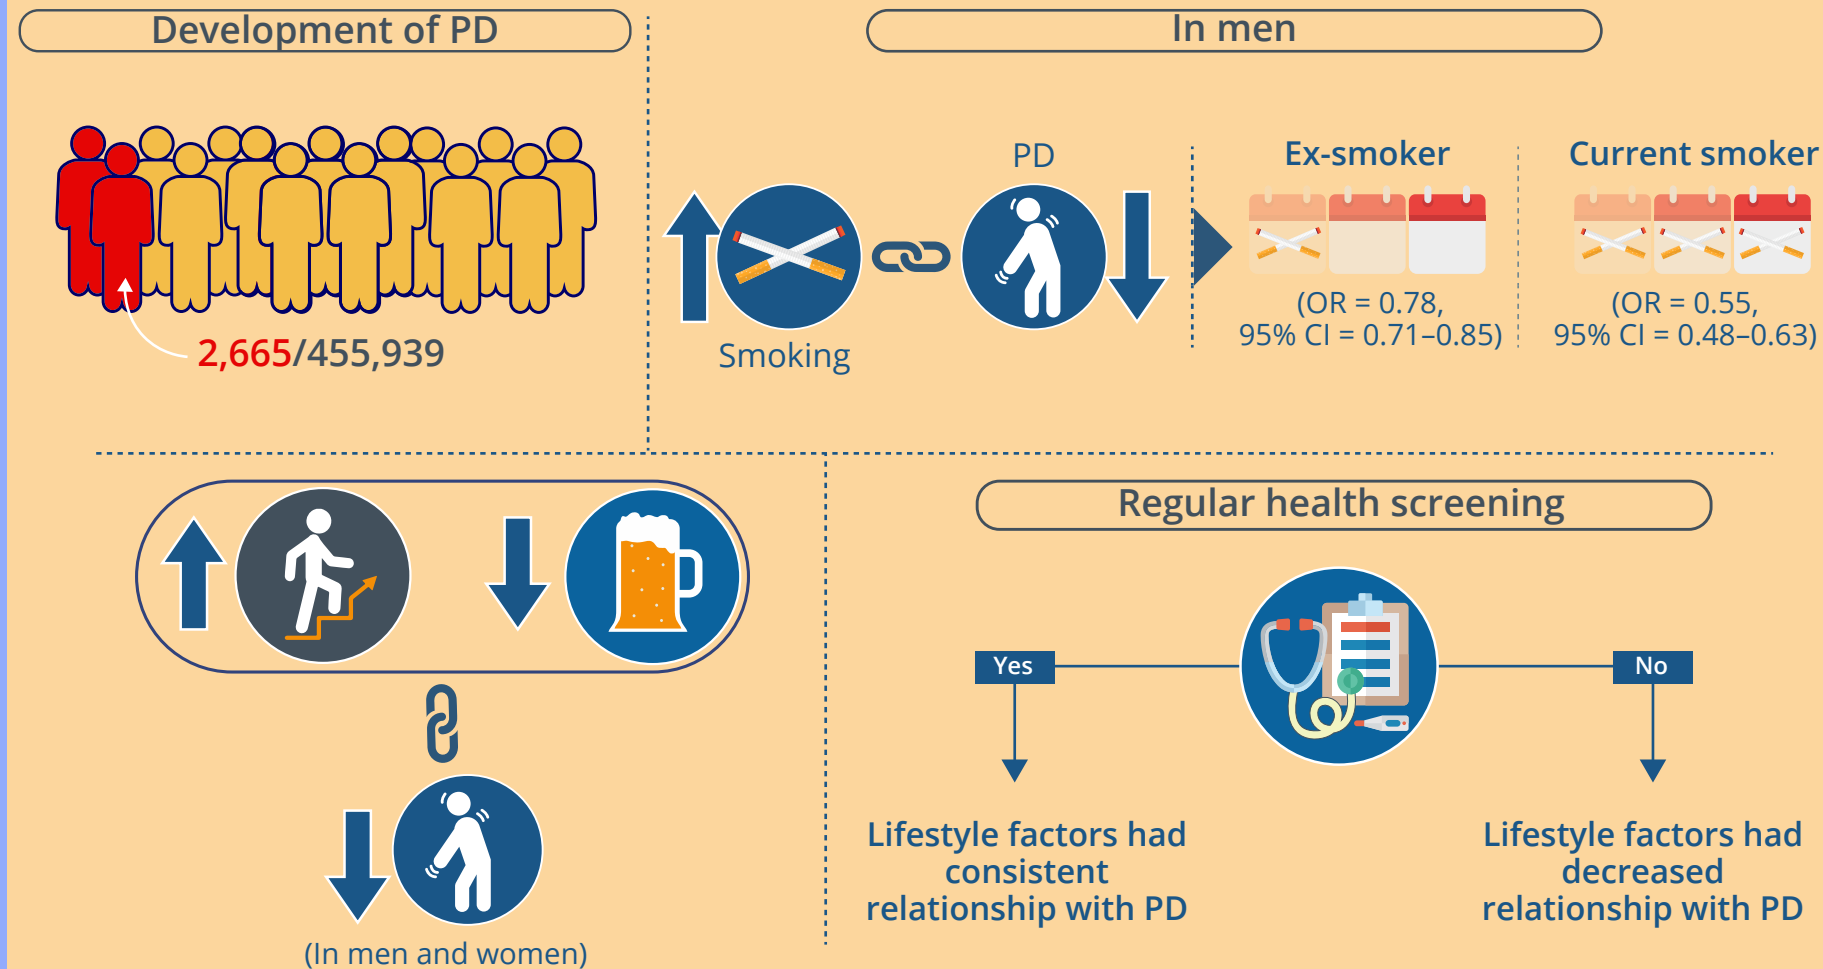 Development of PD
2,665/455,939
In men
Smoking
PD
Ex-smoker
(OR = 0.78,
95% CI = 0.71–0.85)
Current smoker
(OR = 0.55,
95% CI = 0.48–0.63)
(In men and women)
Regular health screening
Yes
Lifestyle factors had
consistent
relationship with PD
No
Lifestyle factors had
decreased
relationship with PD